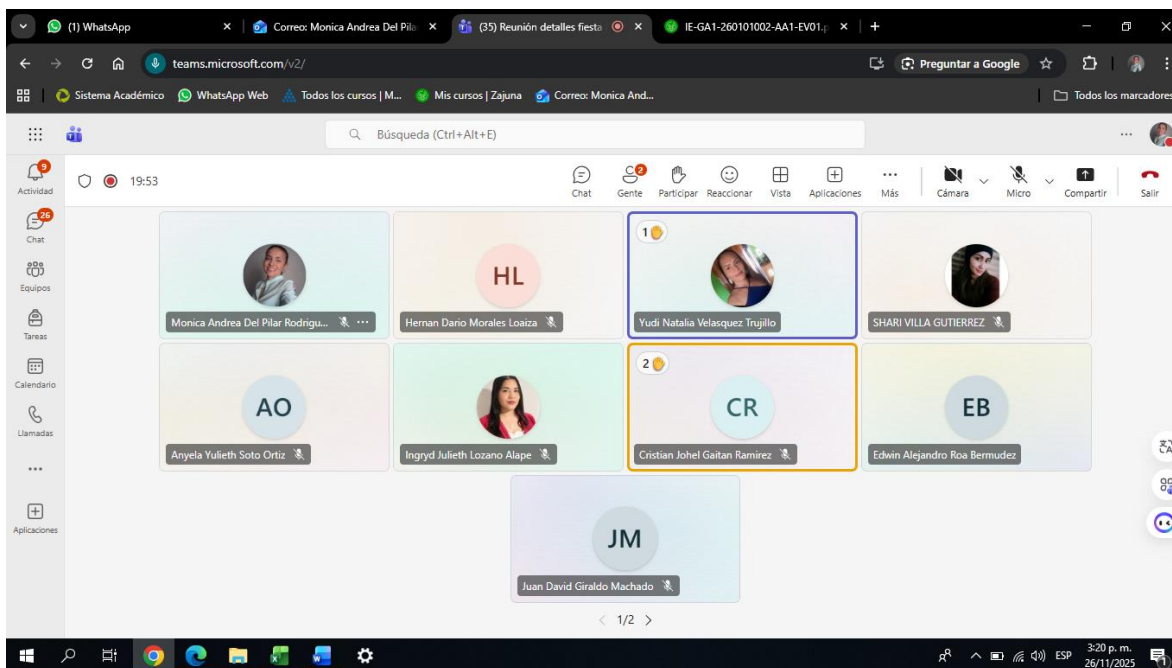 (1) WhatsApp
Correo: Monica Andrea Del Pila
(35) Reunión detalles fiesta
IE-GA1-260101002-AA1-EV01.p
teams.microsoft.com/v2/
Preguntar a Google
Sistema Académico
WhatsApp Web
Todos los cursos | M...
Mis cursos | Zajuna
Correo: Monica And...
Todos los marcadores
Búsqueda (Ctrl+Alt+E)
9
Actividad
19:53
Chat
2
Gente
Participar
Reaccionar
Vista
Aplicaciones
Más
Cámara
Micro
Compartir
Salir
26
Chat
Equipos
Tareas
Calendario
Llamadas
Aplicaciones
Monica Andrea Del Pilar Rodrigu...
HL
Hernan Dario Morales Loaiza
1
Yudi Natalia Velasquez Trujillo
SHARI VILLA GUTIERREZ
AO
Anyela Yulieth Soto Ortiz
Ingryd Julieth Lozano Alape
2
CR
Cristian Johel Gaitan Ramirez
EB
Edwin Alejandro Roa Bermudez
JM
Juan David Giraldo Machado
1/2
ESP
3:20 p. m.
26/11/2025